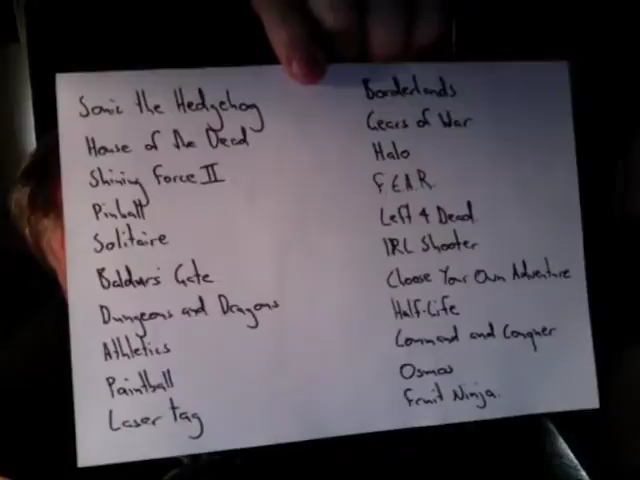 Sonic the Hedgehog
House of the Dead
Shining Force II
Pinball
Solitaire
Baldur's Gate
Dungeons and Dragons
Athletics
Paintball
Laser tag
Borderlands
Gears of War
Halo
F.E.A.R.
Left 4 Dead
IRL Shooter
Choose Your Own Adventure
Half-Life
Command and Conquer
Osmos
Fruit Ninja.